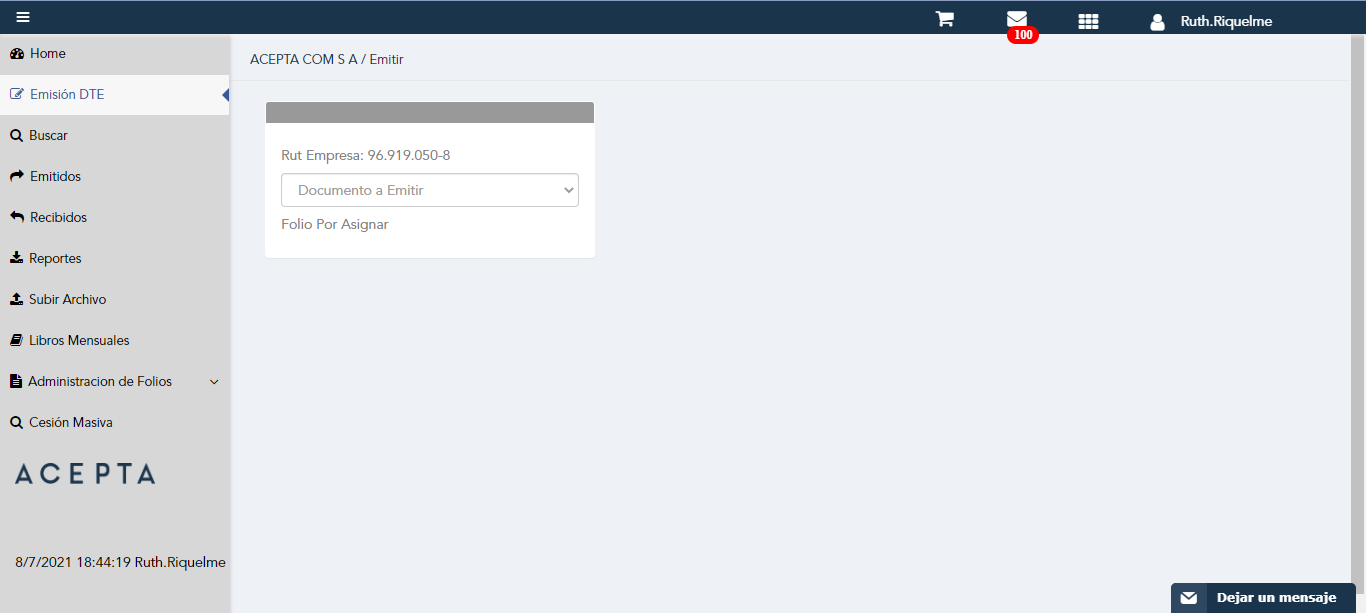 Ruth.Riquelme
100
Home
Emisión DTE
Buscar
Emitidos
Recibidos
Reportes
Subir Archivo
Libros Mensuales
Administracion de Folios
Cesión Masiva
ACEPTA
8/7/2021 18:44:19 Ruth.Riquelme
ACEPTA COM S A / Emitir
Rut Empresa: 96.919.050-8
Documento a Emitir
Folio Por Asignar
Dejar un mensaje